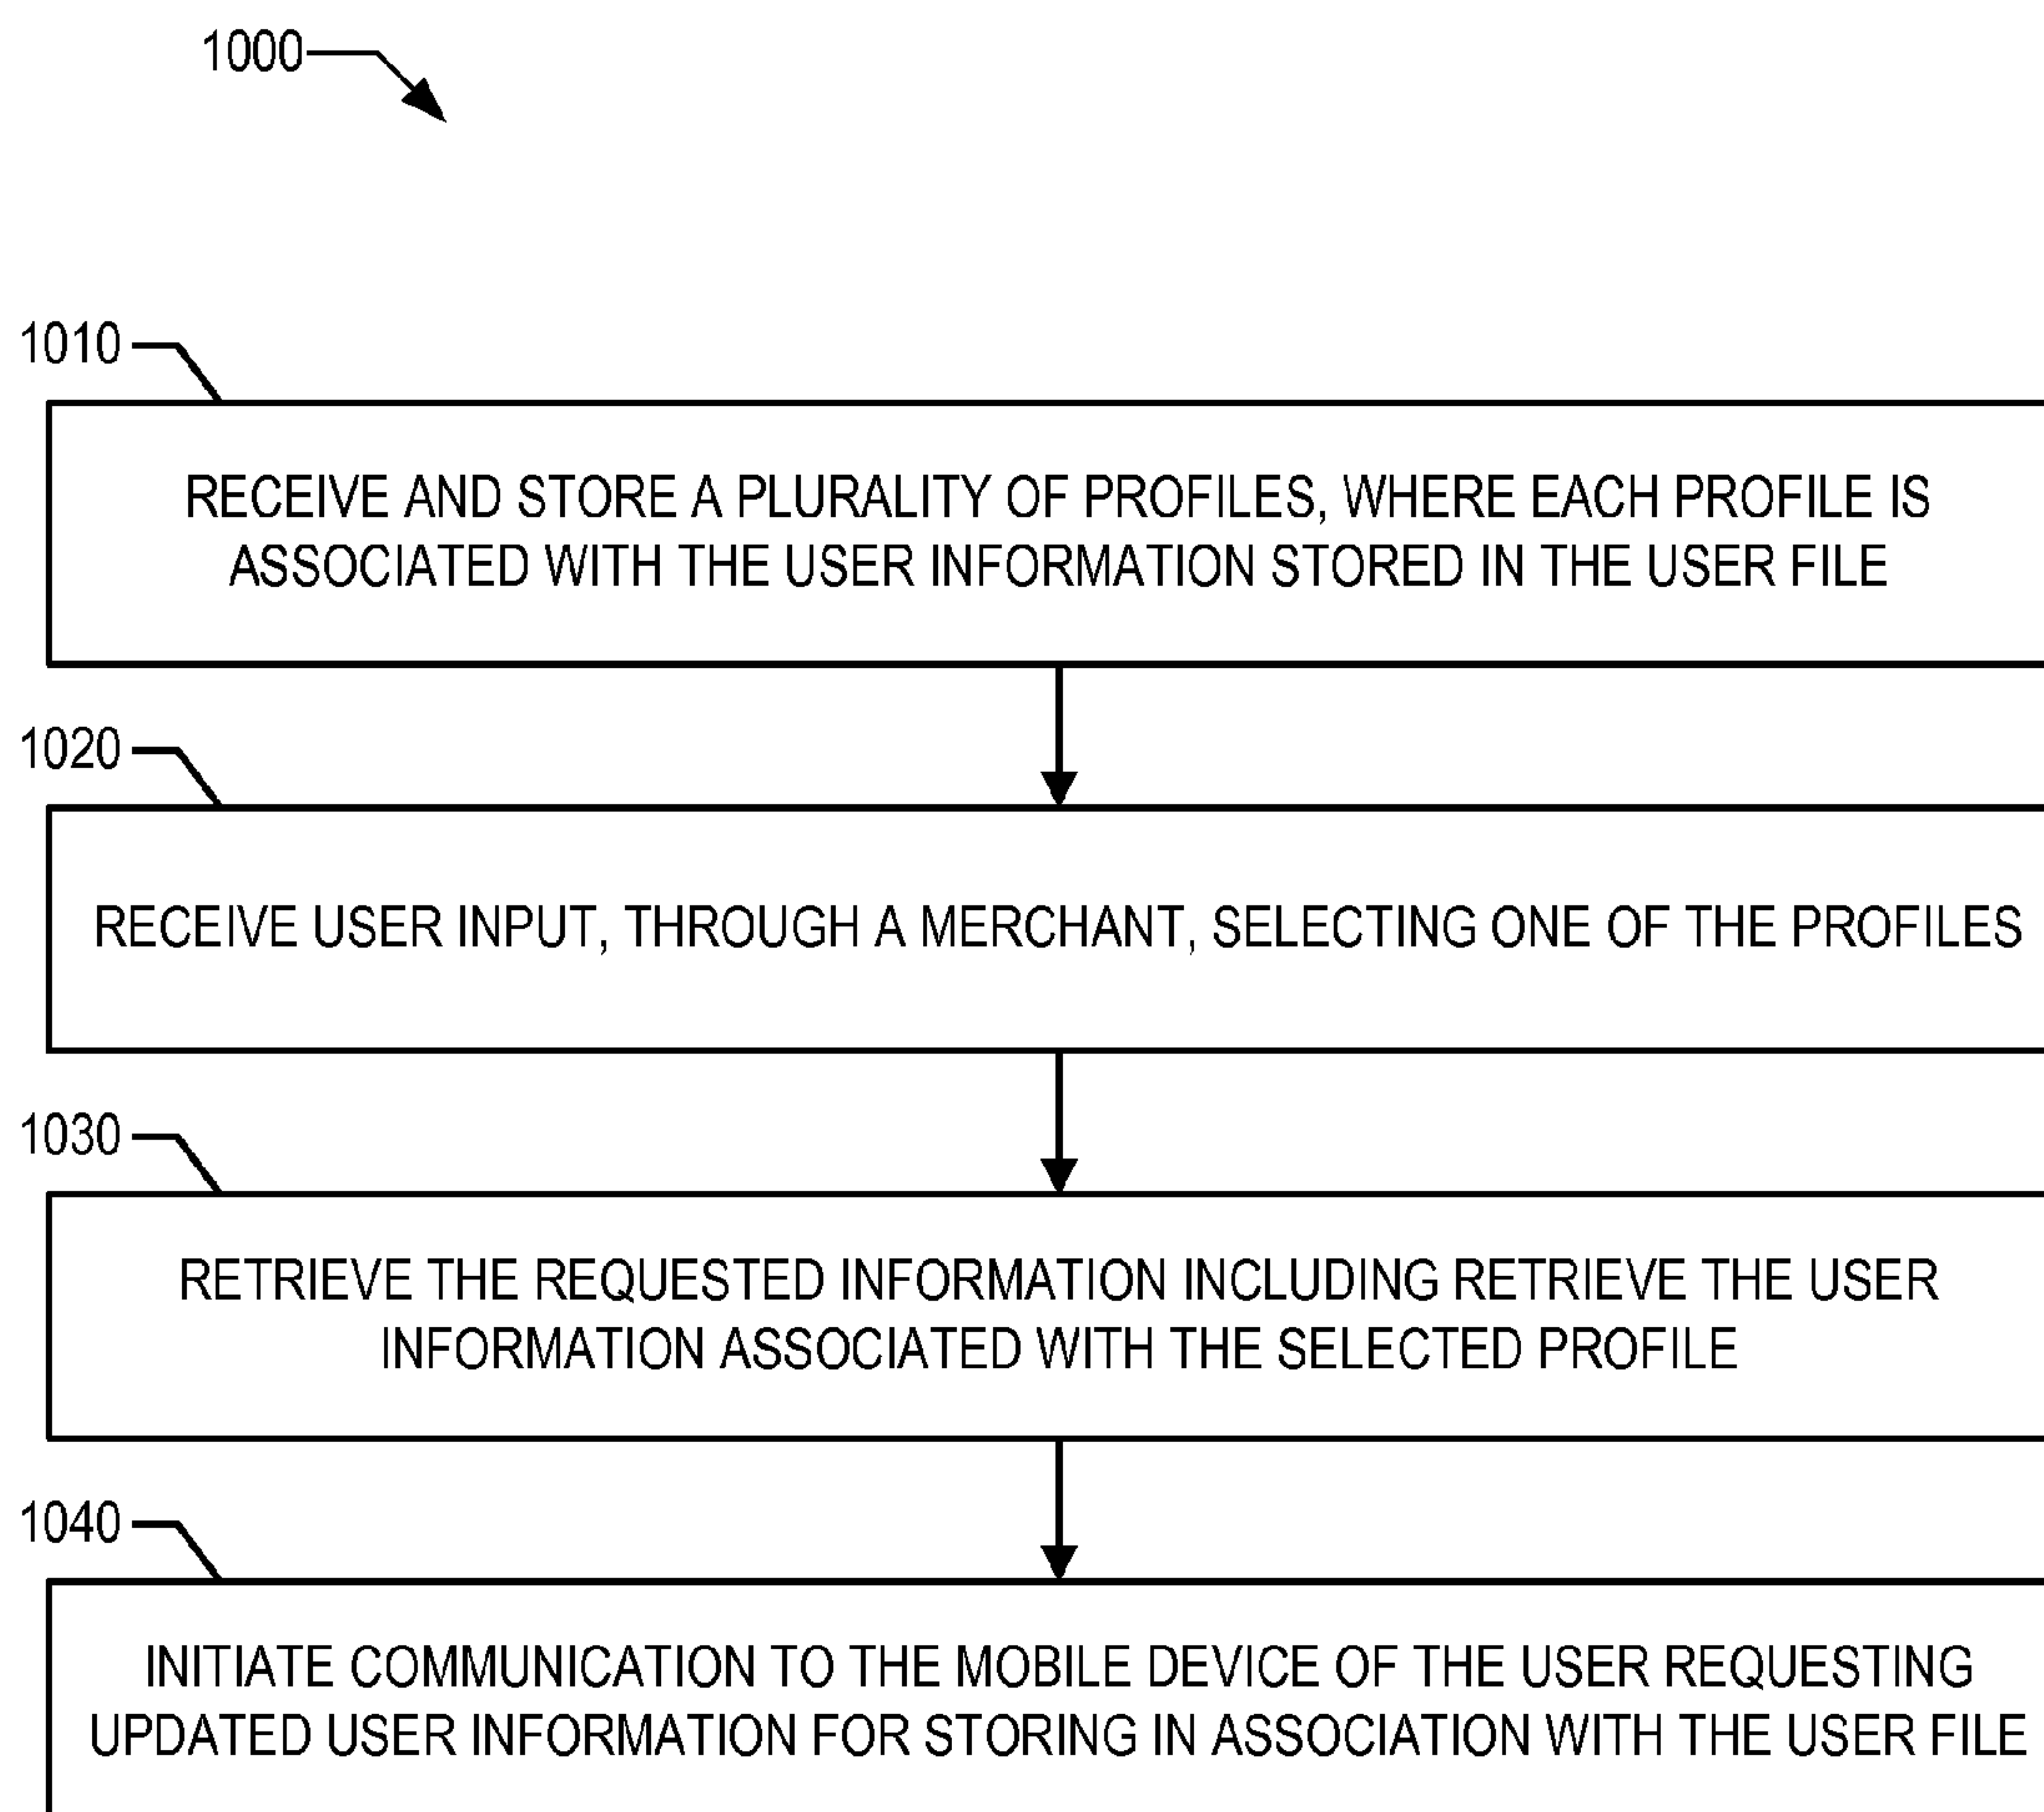 1000
1010
RECEIVE AND STORE A PLURALITY OF PROFILES, WHERE EACH PROFILE IS
ASSOCIATED WITH THE USER INFORMATION STORED IN THE USER FILE
1020
RECEIVE USER INPUT, THROUGH A MERCHANT, SELECTING ONE OF THE PROFILES
1030
RETRIEVE THE REQUESTED INFORMATION INCLUDING RETRIEVE THE USER
INFORMATION ASSOCIATED WITH THE SELECTED PROFILE
1040
INITIATE COMMUNICATION TO THE MOBILE DEVICE OF THE USER REQUESTING
UPDATED USER INFORMATION FOR STORING IN ASSOCIATION WITH THE USER FILE